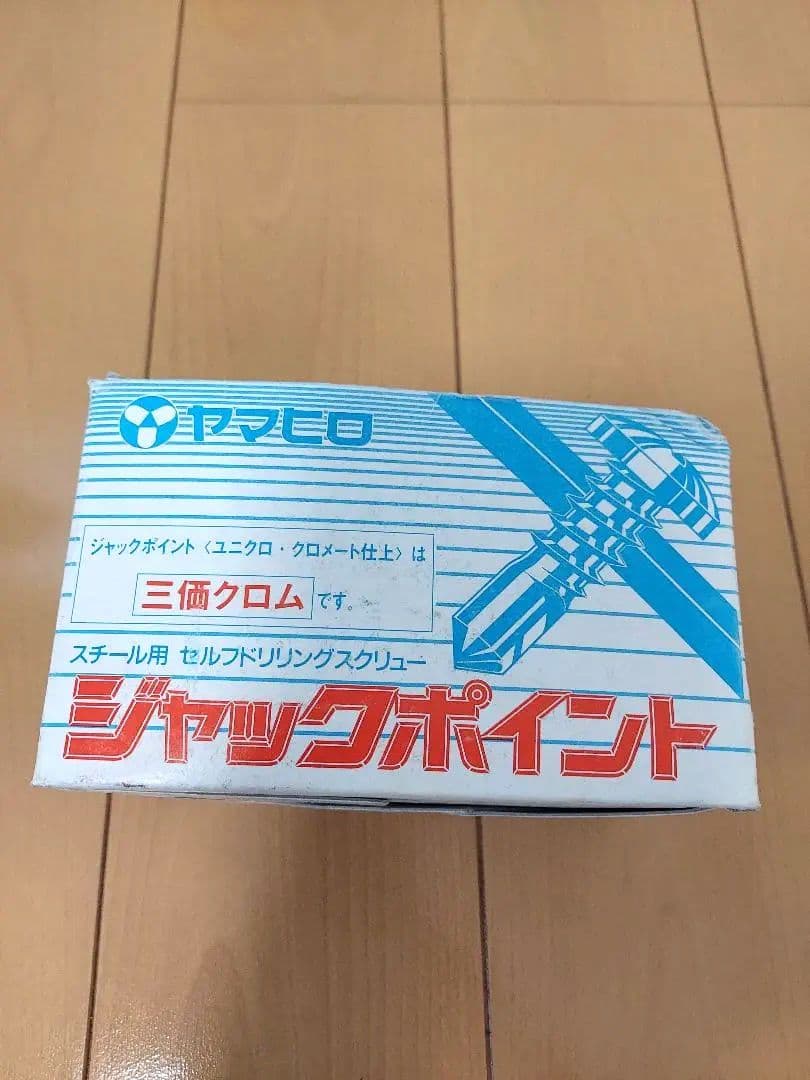 ヤマヒロ
ジャックポイント〈ユニクロ・クロメート仕上〉は
三価クロムです。
スチール用 セルフドリリングスクリュー
ジャックポイント